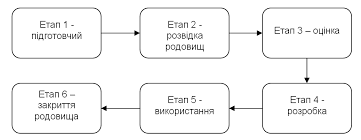 Етап 1 -
підготовчий
Етап 2 -
розвідка
родовищ
Етап 3 – оцінка
Етап 4 -
розробка
Етап 5 -
використання
Етап 6 –
закриття
родовища